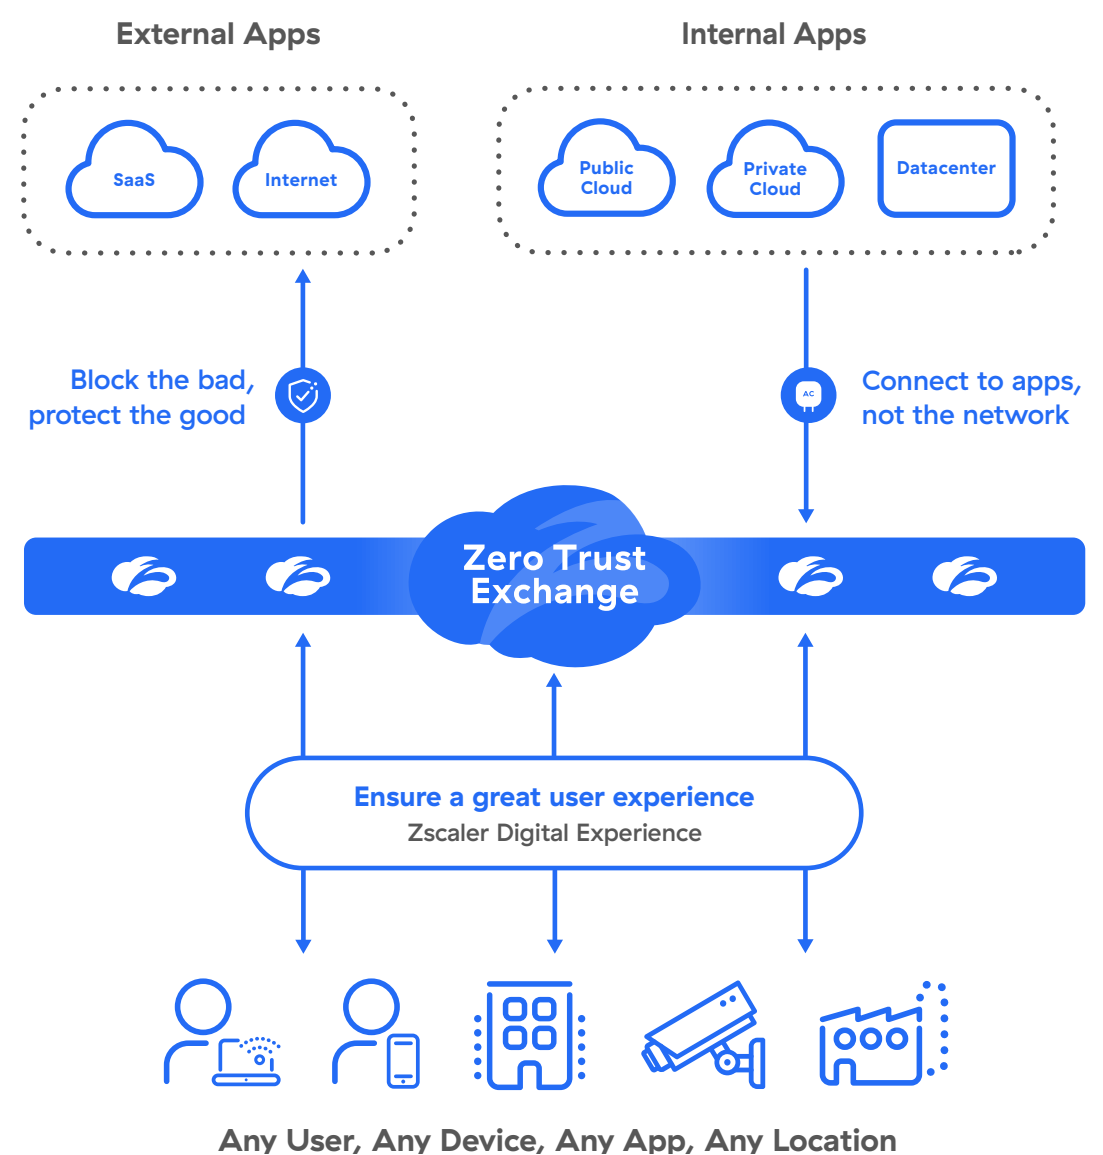 External Apps
Internal Apps
SaaS
Internet
Public
Cloud
Private
Cloud
Datacenter
Block the bad,
protect the good
AC
Connect to apps,
not the network
Zero Trust
Exchange
Ensure a great user experience
Zscaler Digital Experience
Any User, Any Device, Any App, Any Location